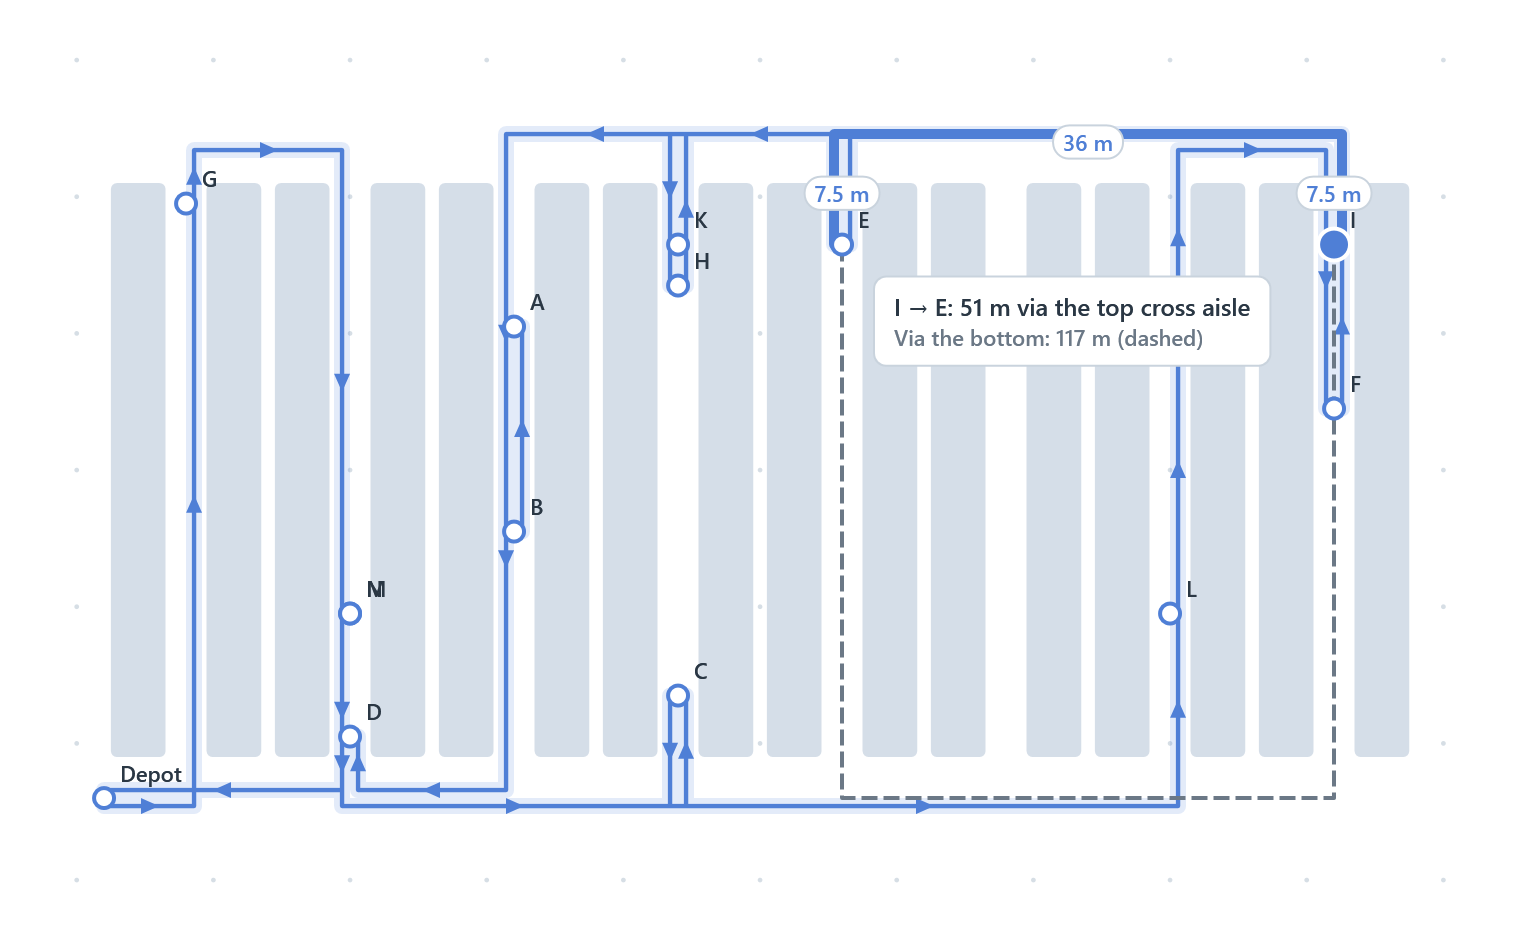 36 m
G
7.5 m
7.5 m
K
E
I
H
I → E: 51 m via the top cross aisle
Via the bottom: 117 m (dashed)
A
F
B
L
C
D
Depot